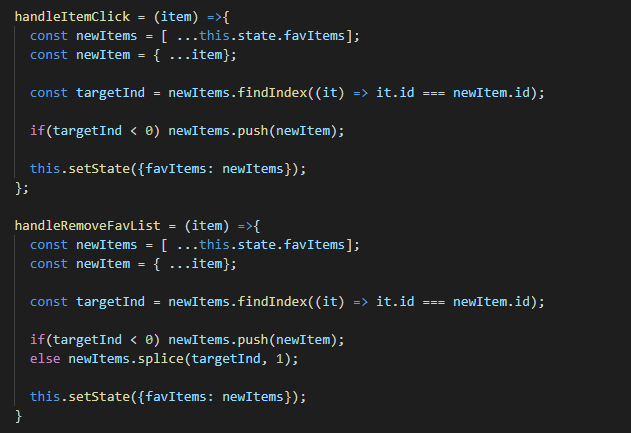 handleItemClick = (item) =>{
const newItems = [ ...this.state.favItems];
const newItem = { ...item};
const targetInd = newItems.findIndex((it) => it.id === newItem.id);
if(targetInd < 0) newItems.push(newItem);
this.setState({favItems: newItems});
};
handleRemoveFavList = (item) =>{
const newItems = [ ...this.state.favItems];
const newItem = { ...item};
const targetInd = newItems.findIndex((it) => it.id === newItem.id);
if(targetInd < 0) newItems.push(newItem);
else newItems.splice(targetInd, 1);
this.setState({favItems: newItems});
}